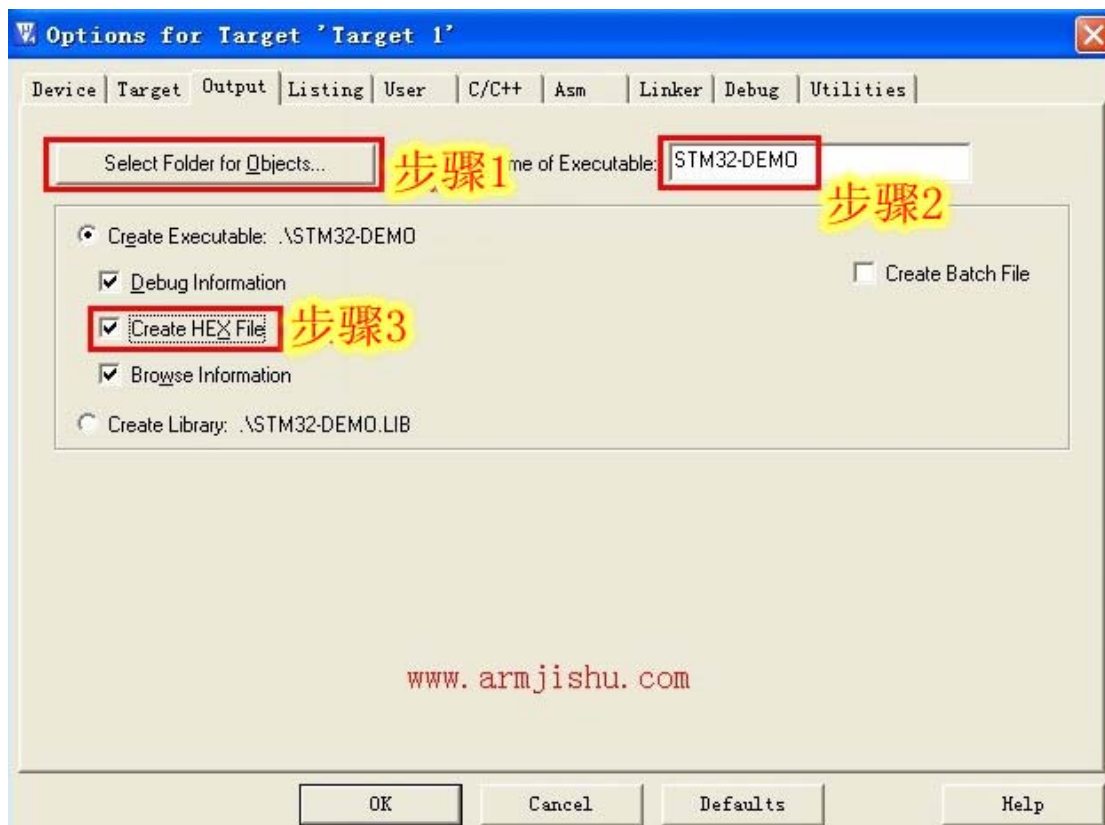 Options for Target 'Target 1'
Device Target Output Listing User C/C++ Asm Linker Debug Utilities
Select Folder for Objects... 步骤1 me of Executable: STM32-DEMO
步骤2
Create Executable: .\STM32-DEMO
Debug Information
Create Batch File
Create HEX File 步骤3
Browse Information
Create Library: .\STM32-DEMO.LIB
www.armjishu.com
OK Cancel Defaults Help